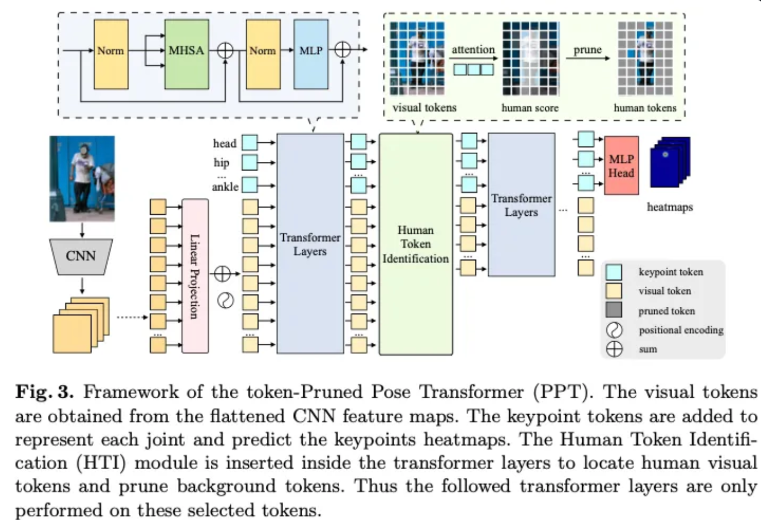 Norm
MHSA
Norm
MLP
attention
prune
visual tokens
human score
human tokens
head
hip
...
ankle
CNN
Linear Projection
...
...
Transformer
Layers
...
...
Human
Token
Identification
...
...
Transformer
Layers
...
...
...
MLP
Head
heatmaps
keypoint token
visual token
pruned token
positional encoding
sum
Fig. 3. Framework of the token-Pruned Pose Transformer (PPT). The visual tokens
are obtained from the flattened CNN feature maps. The keypoint tokens are added to
represent each joint and predict the keypoints heatmaps. The Human Token Identifi-
cation (HTI) module is inserted inside the transformer layers to locate human visual
tokens and prune background tokens. Thus the followed transformer layers are only
performed on these selected tokens.